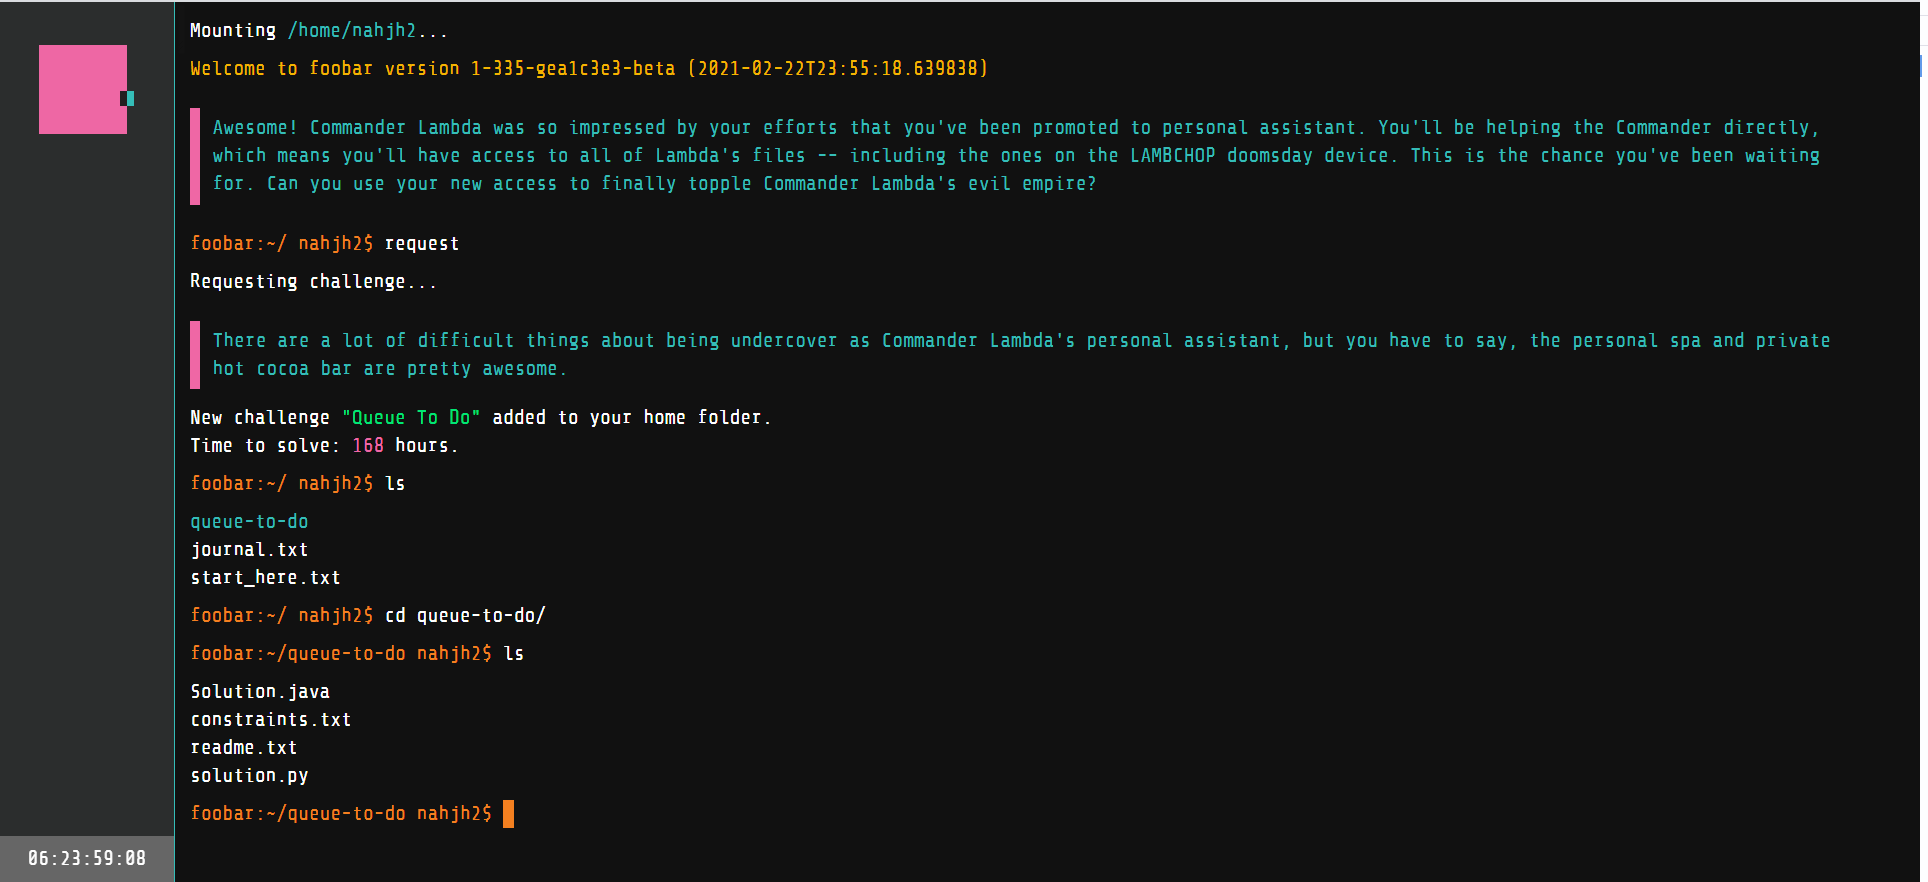 Mounting /home/nahjh2...
Welcome to foobar version 1-335-gea1c3e3-beta (2021-02-22T23:55:18.639838)
Awesome! Commander Lambda was so impressed by your efforts that you've been promoted to personal assistant. You'll be helping the Commander directly,
which means you'll have access to all of Lambda's files -- including the ones on the LAMBCHOP doomsday device. This is the chance you've been waiting
for. Can you use your new access to finally topple Commander Lambda's evil empire?
foobar:~/ nahjh2$ request
Requesting challenge...
There are a lot of difficult things about being undercover as Commander Lambda's personal assistant, but you have to say, the personal spa and private
hot cocoa bar are pretty awesome.
New challenge "Queue To Do" added to your home folder.
Time to solve: 168 hours.
foobar:~/ nahjh2$ ls
queue-to-do
journal.txt
start_here.txt
foobar:~/ nahjh2$ cd queue-to-do/
foobar:~/queue-to-do nahjh2$ ls
Solution.java
constraints.txt
readme.txt
solution.py
foobar:~/queue-to-do nahjh2$
06:23:59:08